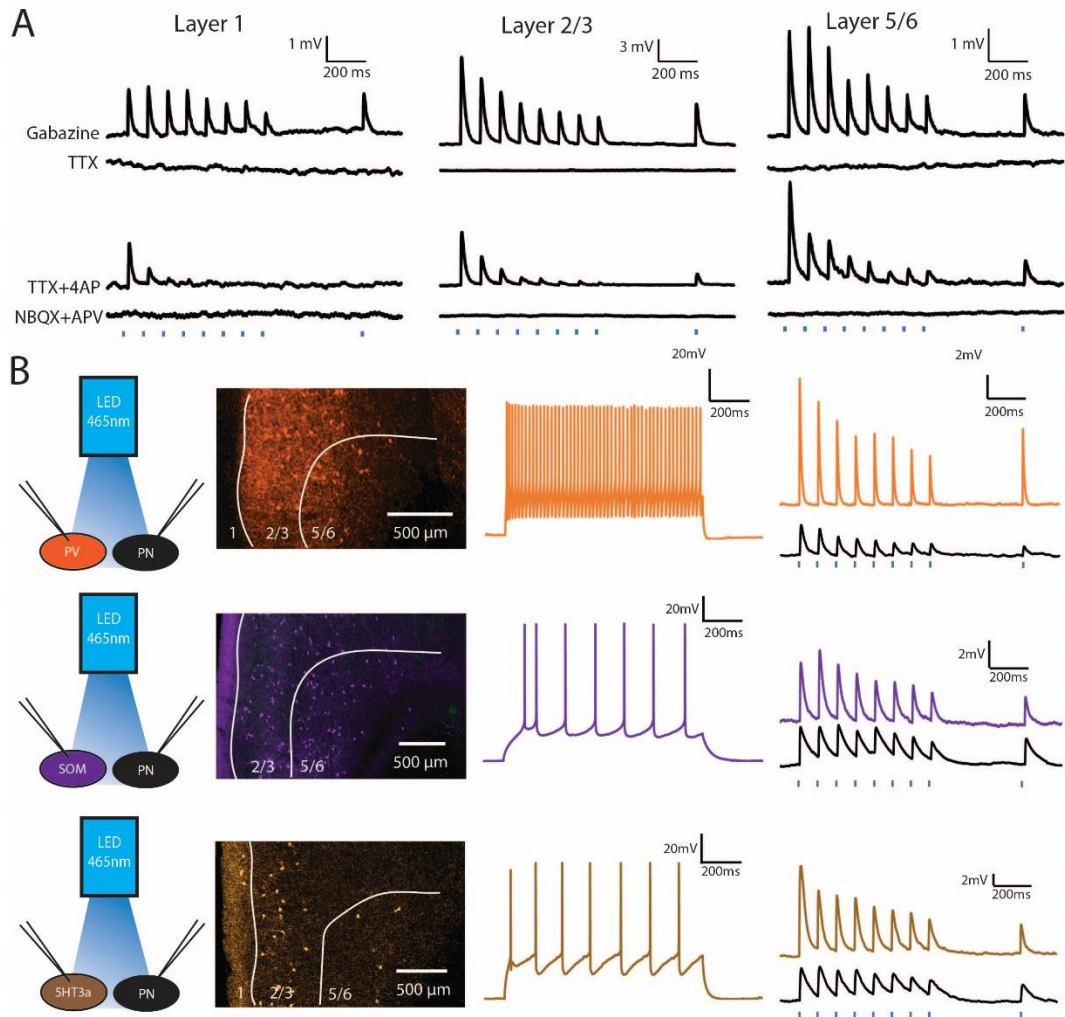 A
Layer 1
Layer 2/3
Layer 5/6
1 mV
200 ms
3 mV
200 ms
1 mV
200 ms
Gabazine
TTX
TTX+4AP
NBQX+APV
B
LED
465nm
PV
PN
1
2/3
5/6
500 µm
20mV
200ms
2mV
200ms
LED
465nm
SOM
PN
2/3
5/6
500 µm
20mV
200ms
2mV
200ms
LED
465nm
5HT3a
PN
1
2/3
5/6
500 µm
20mV
200ms
2mV
200ms